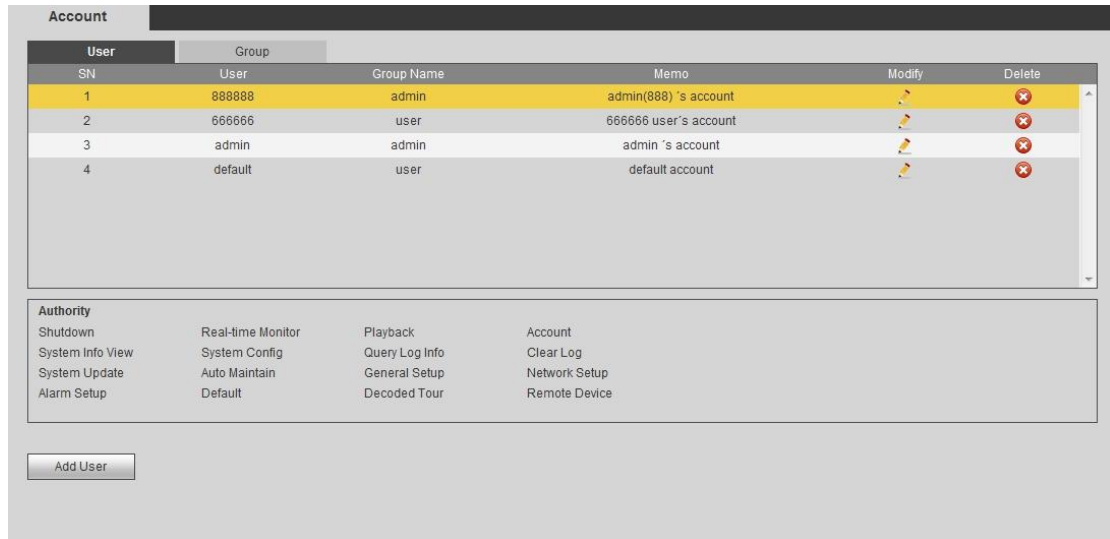 Account
User Group
SN User Group Name Memo Modify Delete
1 888888 admin admin(888) ´s account
2 666666 user 666666 user´s account
3 admin admin admin ´s account
4 default user default account
Authority
Shutdown Real-time Monitor Playback Account
System Info View System Config Query Log Info Clear Log
System Update Auto Maintain General Setup Network Setup
Alarm Setup Default Decoded Tour Remote Device
Add User